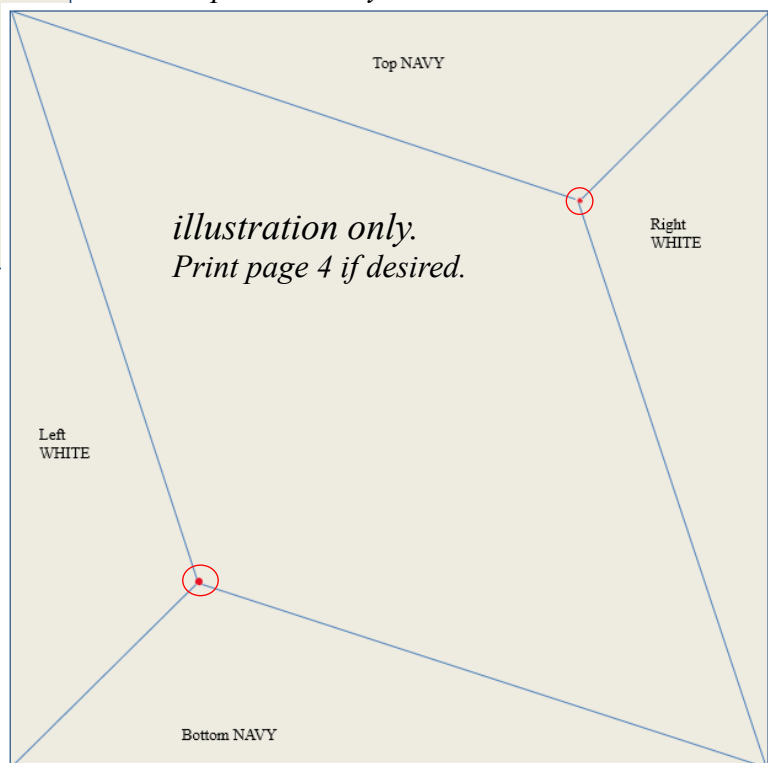 Top NAVY
illustration only.
Print page 4 if desired.
Right
WHITE
Left
WHITE
Bottom NAVY